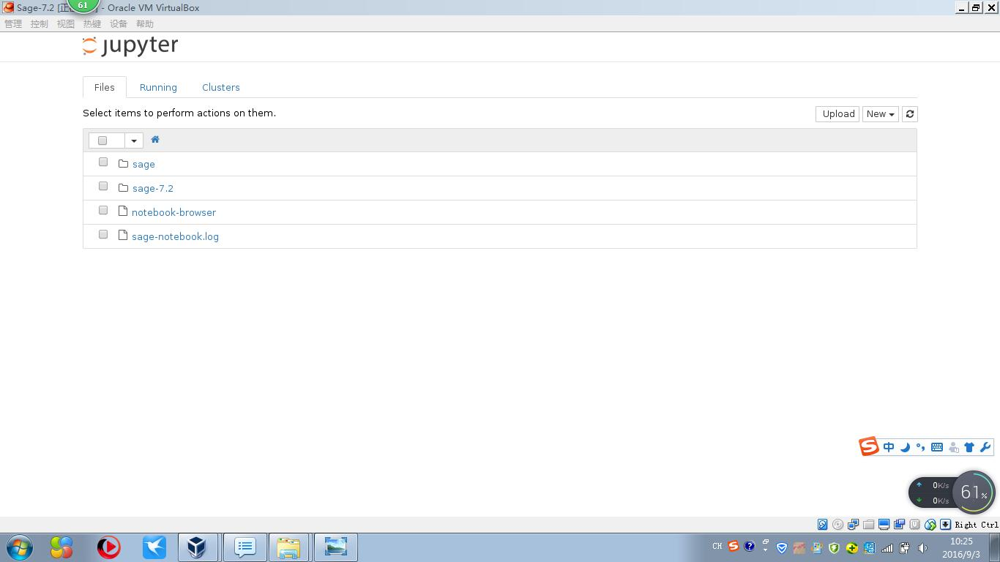 Sage-7.2 [正 - Oracle VM VirtualBox
61
管理 控制 视图 热键 设备 帮助
jupyter
Files Running Clusters
Select items to perform actions on them.
Upload New
sage
sage-7.2
notebook-browser
sage-notebook.log
S 中
0K/s
0K/s
61%
Right Ctrl
CH
10:25
2016/9/3